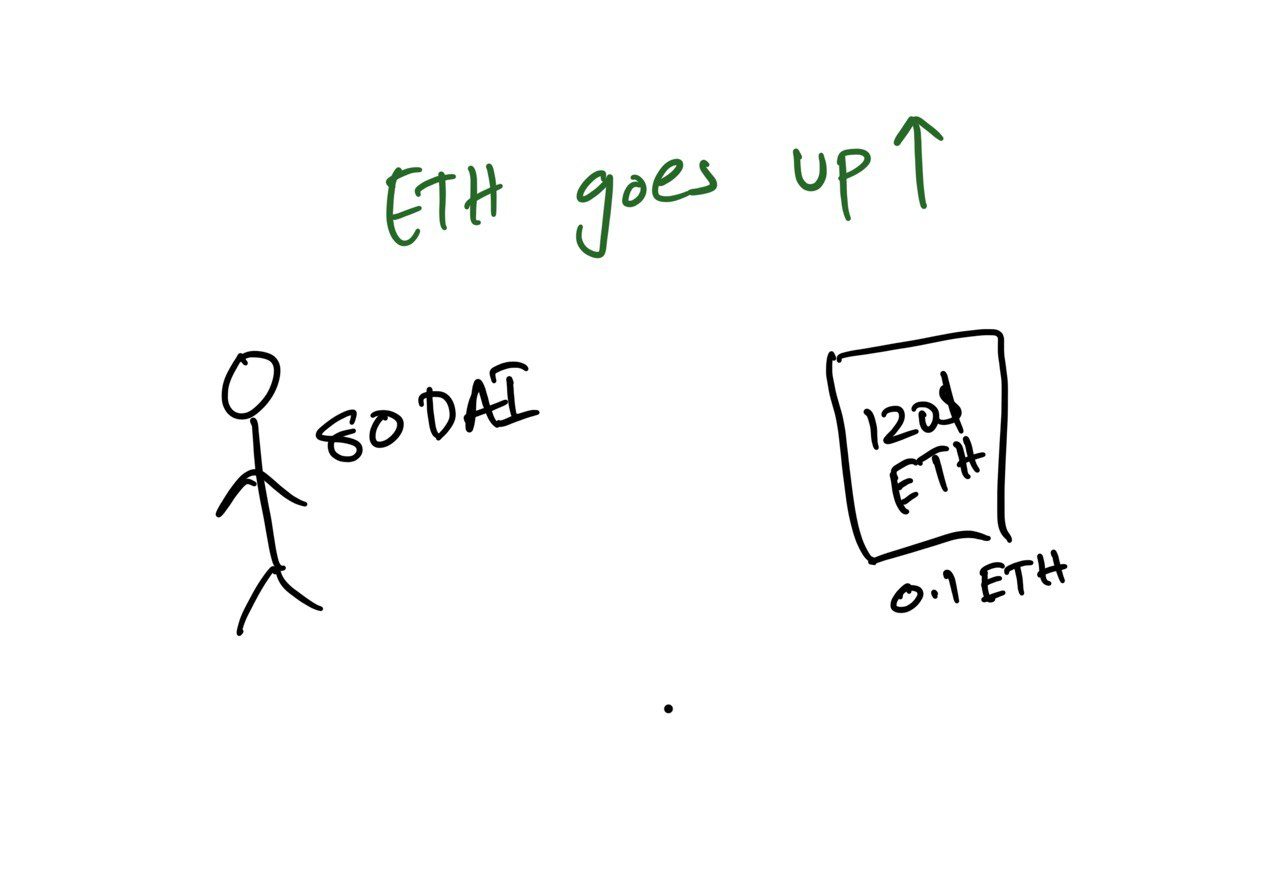 ETH goes up↑
80 DAI
120$
ETH
0.1 ETH